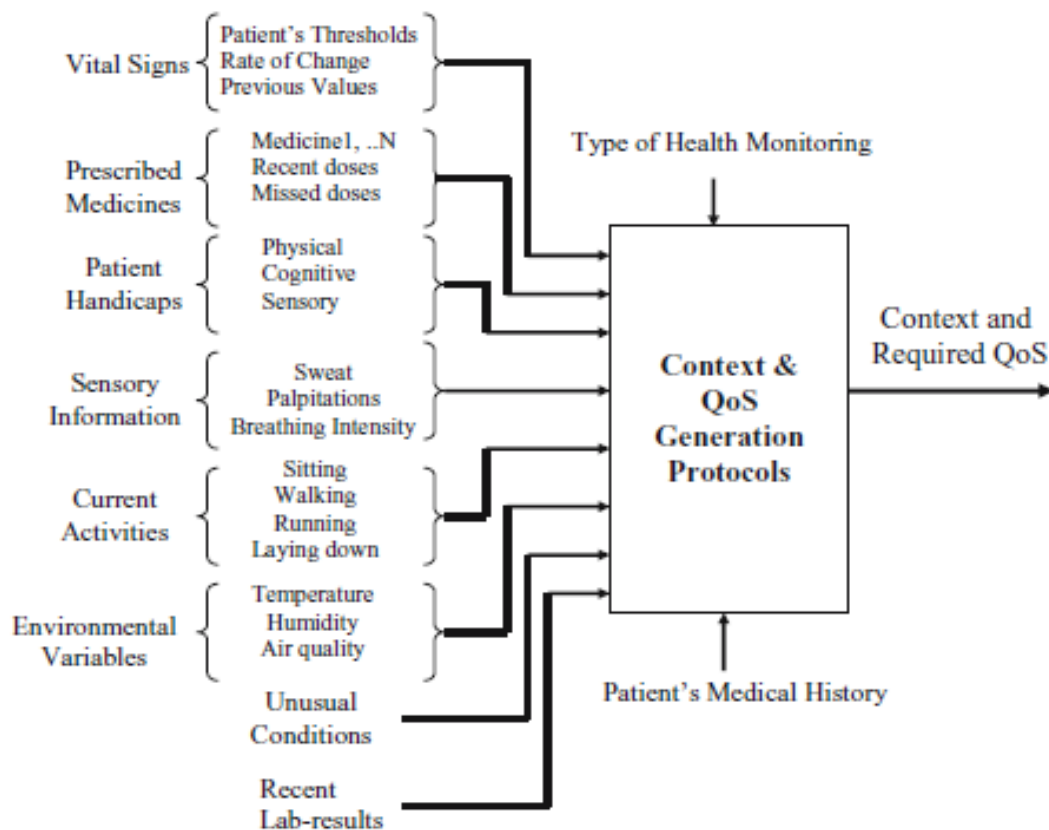 Vital Signs
Patient's Thresholds
Rate of Change
Previous Values
Prescribed
Medicines
Medicine1, ..N
Recent doses
Missed doses
Patient
Handicaps
Physical
Cognitive
Sensory
Sensory
Information
Sweat
Palpitations
Breathing Intensity
Current
Activities
Sitting
Walking
Running
Laying down
Environmental
Variables
Temperature
Humidity
Air quality
Unusual
Conditions
Recent
Lab-results
Type of Health Monitoring
Context &
QoS
Generation
Protocols
Patient's Medical History
Context and
Required QoS